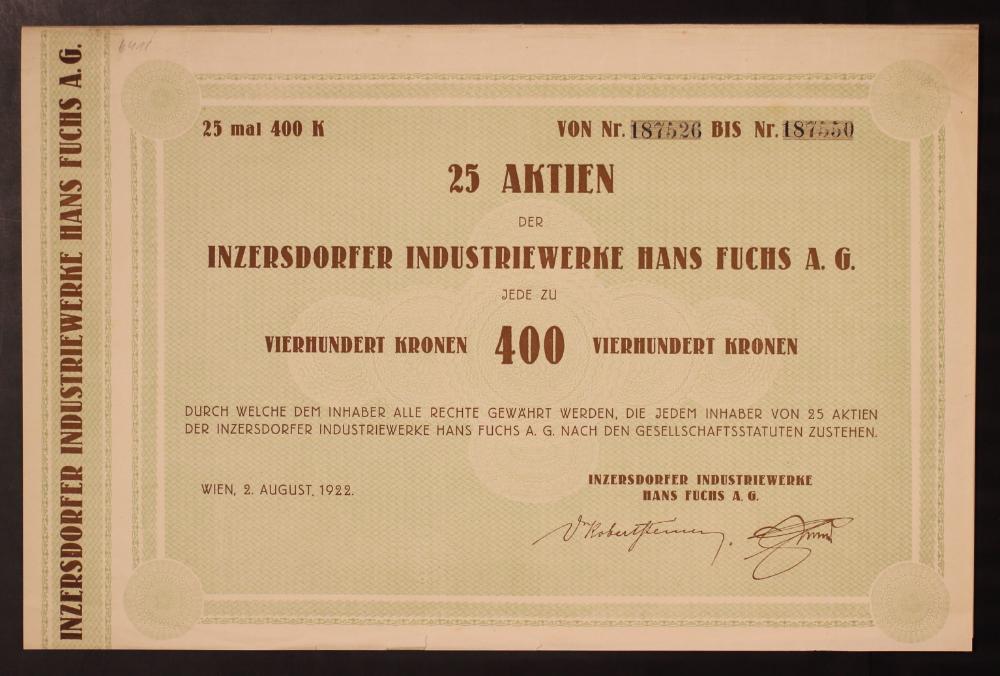 INZERSDORFER INDUSTRIEWERKE HANS FUCHS A.G.
25 mal 400 K
VON Nr. 187526 BIS Nr. 187550
25 AKTIEN
DER
INZERSDORFER INDUSTRIEWERKE HANS FUCHS A. G.
JEDE ZU
VIERHUNDERT KRONEN 400 VIERHUNDERT KRONEN
DURCH WELCHE DEM INHABER ALLE RECHTE GEWÄHRT WERDEN, DIE JEDEM INHABER VON 25 AKTIEN
DER INZERSDORFER INDUSTRIEWERKE HANS FUCHS A. G. NACH DEN GESELLSCHAFTSSTATUTEN ZUSTEHEN.
WIEN, 2. AUGUST, 1922.
INZERSDORFER INDUSTRIEWERKE
HANS FUCHS A. G.